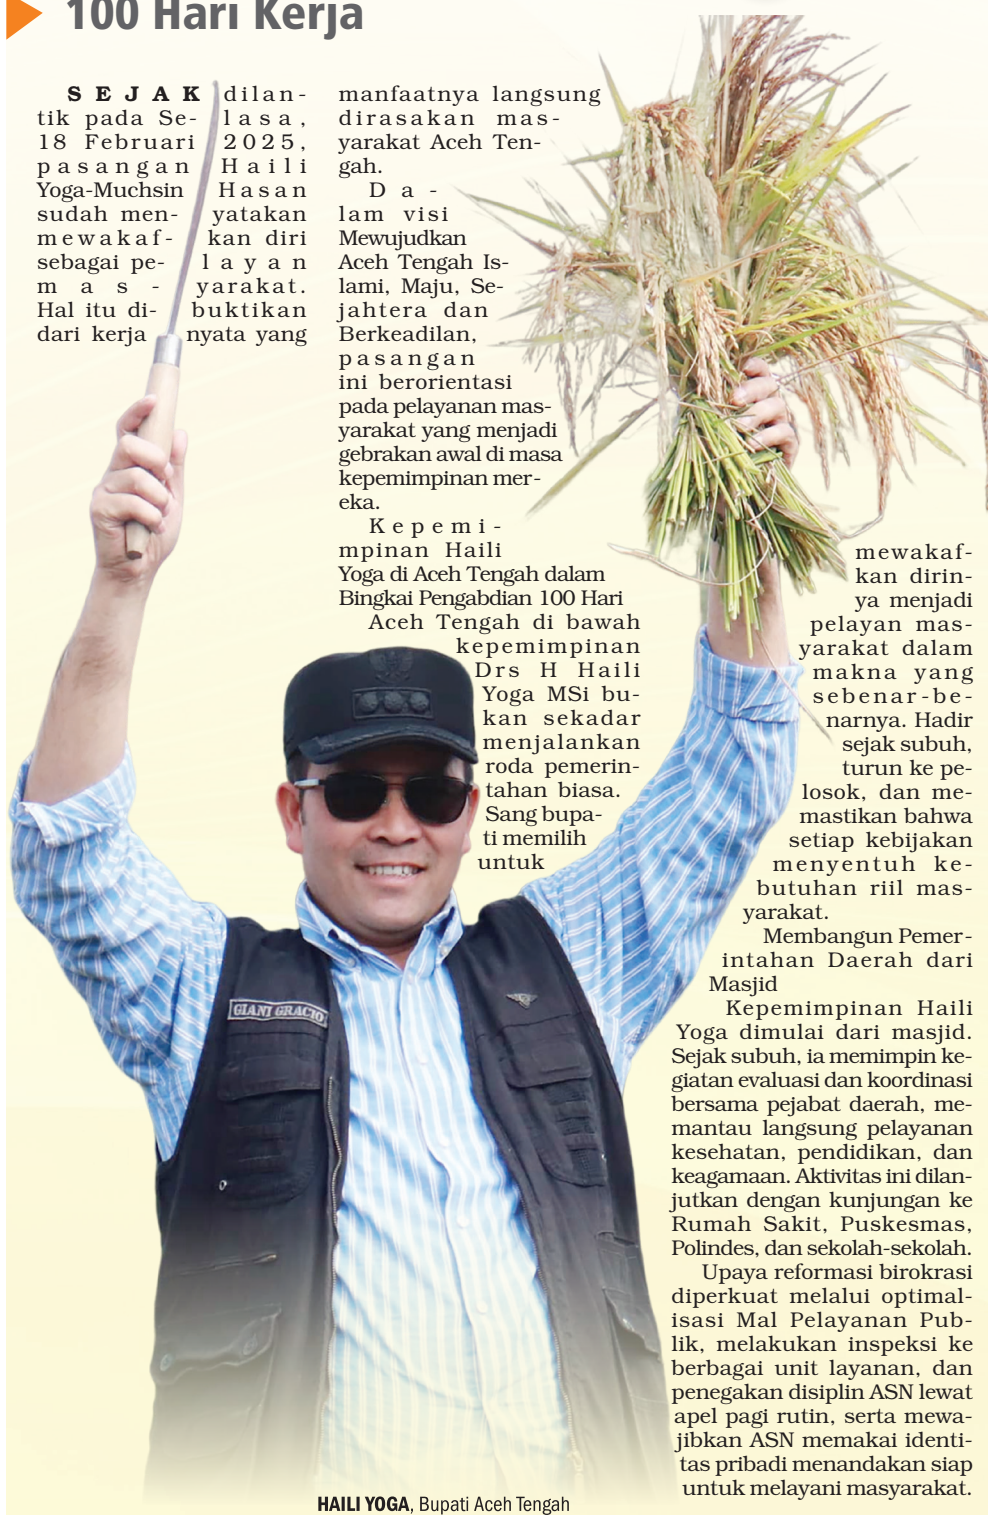 100 Hari Kerja
SEJAK dilan-
tik pada Se- lasa,
18 Februari 2025,
pasangan Haili
Yoga-Muchsin Hasan
sudah men- yatakan
mewakaf- kan diri
sebagai pe- layan
mas- yarakat.
Hal itu di- buktikan
dari kerja nyata yang
manfaatnya langsung
dirasakan mas-
yarakat Aceh Ten-
gah.
Da-
lam visi
Mewujudkan
Aceh Tengah Is-
lami, Maju, Se-
jahtera dan
Berkeadilan,
pasangan
ini berorientasi
pada pelayanan mas-
yarakat yang menjadi
gebrakan awal di masa
kepemimpinan mer-
eka.
Kepemi-
mpinan Haili
Yoga di Aceh Tengah dalam
Bingkai Pengabdian 100 Hari
Aceh Tengah di bawah
kepemimpinan
Drs H Haili
Yoga MSi bu-
kan sekadar
menjalankan
roda pemerin-
tahan biasa.
Sang bupa-
ti memilih
untuk
mewakaf-
kan dirin-
ya menjadi
pelayan mas-
yarakat dalam
makna yang
sebenar-be-
narnya. Hadir
sejak subuh,
turun ke pe-
losok, dan me-
mastikan bahwa
setiap kebijakan
menyentuh ke-
butuhan riil mas-
yarakat.
Membangun Pemer-
intahan Daerah dari
Masjid
Kepemimpinan Haili
Yoga dimulai dari masjid.
Sejak subuh, ia memimpin ke-
giatan evaluasi dan koordinasi
bersama pejabat daerah, me-
mantau langsung pelayanan
kesehatan, pendidikan, dan
keagamaan. Aktivitas ini dilan-
jutkan dengan kunjungan ke
Rumah Sakit, Puskesmas,
Polindes, dan sekolah-sekolah.
Upaya reformasi birokrasi
diperkuat melalui optimal-
isasi Mal Pelayanan Pub-
lik, melakukan inspeksi ke
berbagai unit layanan, dan
penegakan disiplin ASN lewat
apel pagi rutin, serta mewa-
jibkan ASN memakai identi-
tas pribadi menandakan siap
untuk melayani masyarakat.
GIANI GRACIO
HAILI YOGA, Bupati Aceh Tengah